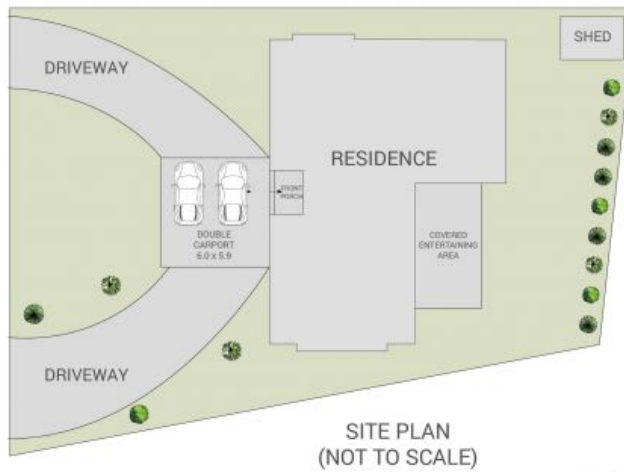 DRIVEWAY
SHED
RESIDENCE
FRONT
PORCH
DOUBLE
CARPORT
6.0 x 5.9
COVERED
ENTERTAINING
AREA
DRIVEWAY
SITE PLAN
(NOT TO SCALE)